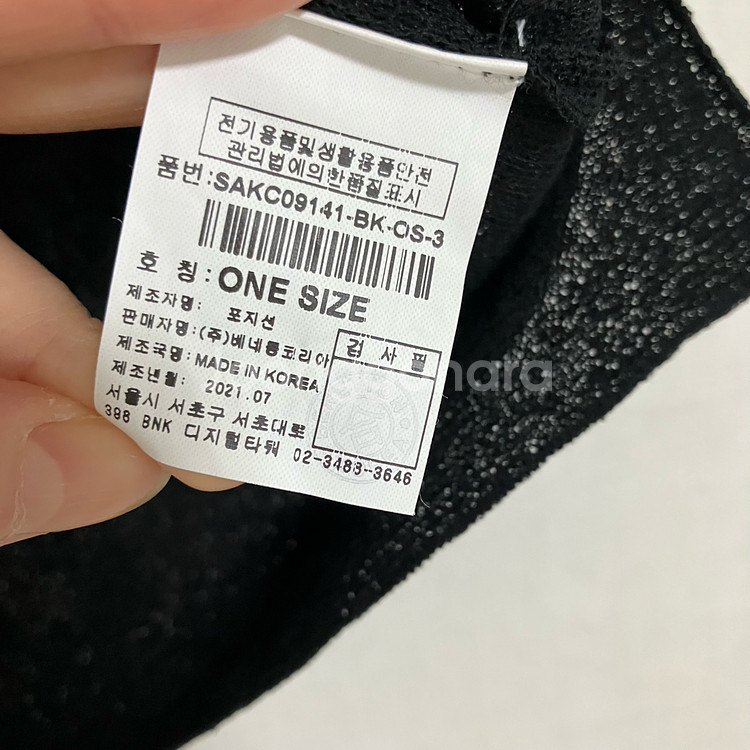 전기용품및생활용품안전
관리법에의한품질표시
품번:SAKC09141-BK-OS-3
호 칭:ONE SIZE
제조자명: 포지션
판매자명:(주)베네통코리아
제조국명:MADE IN KOREA
제조년월: 2021.07
서울시 서초구 서초대로
398 BNK 디지털타워 02-3488-3646
검 사 필